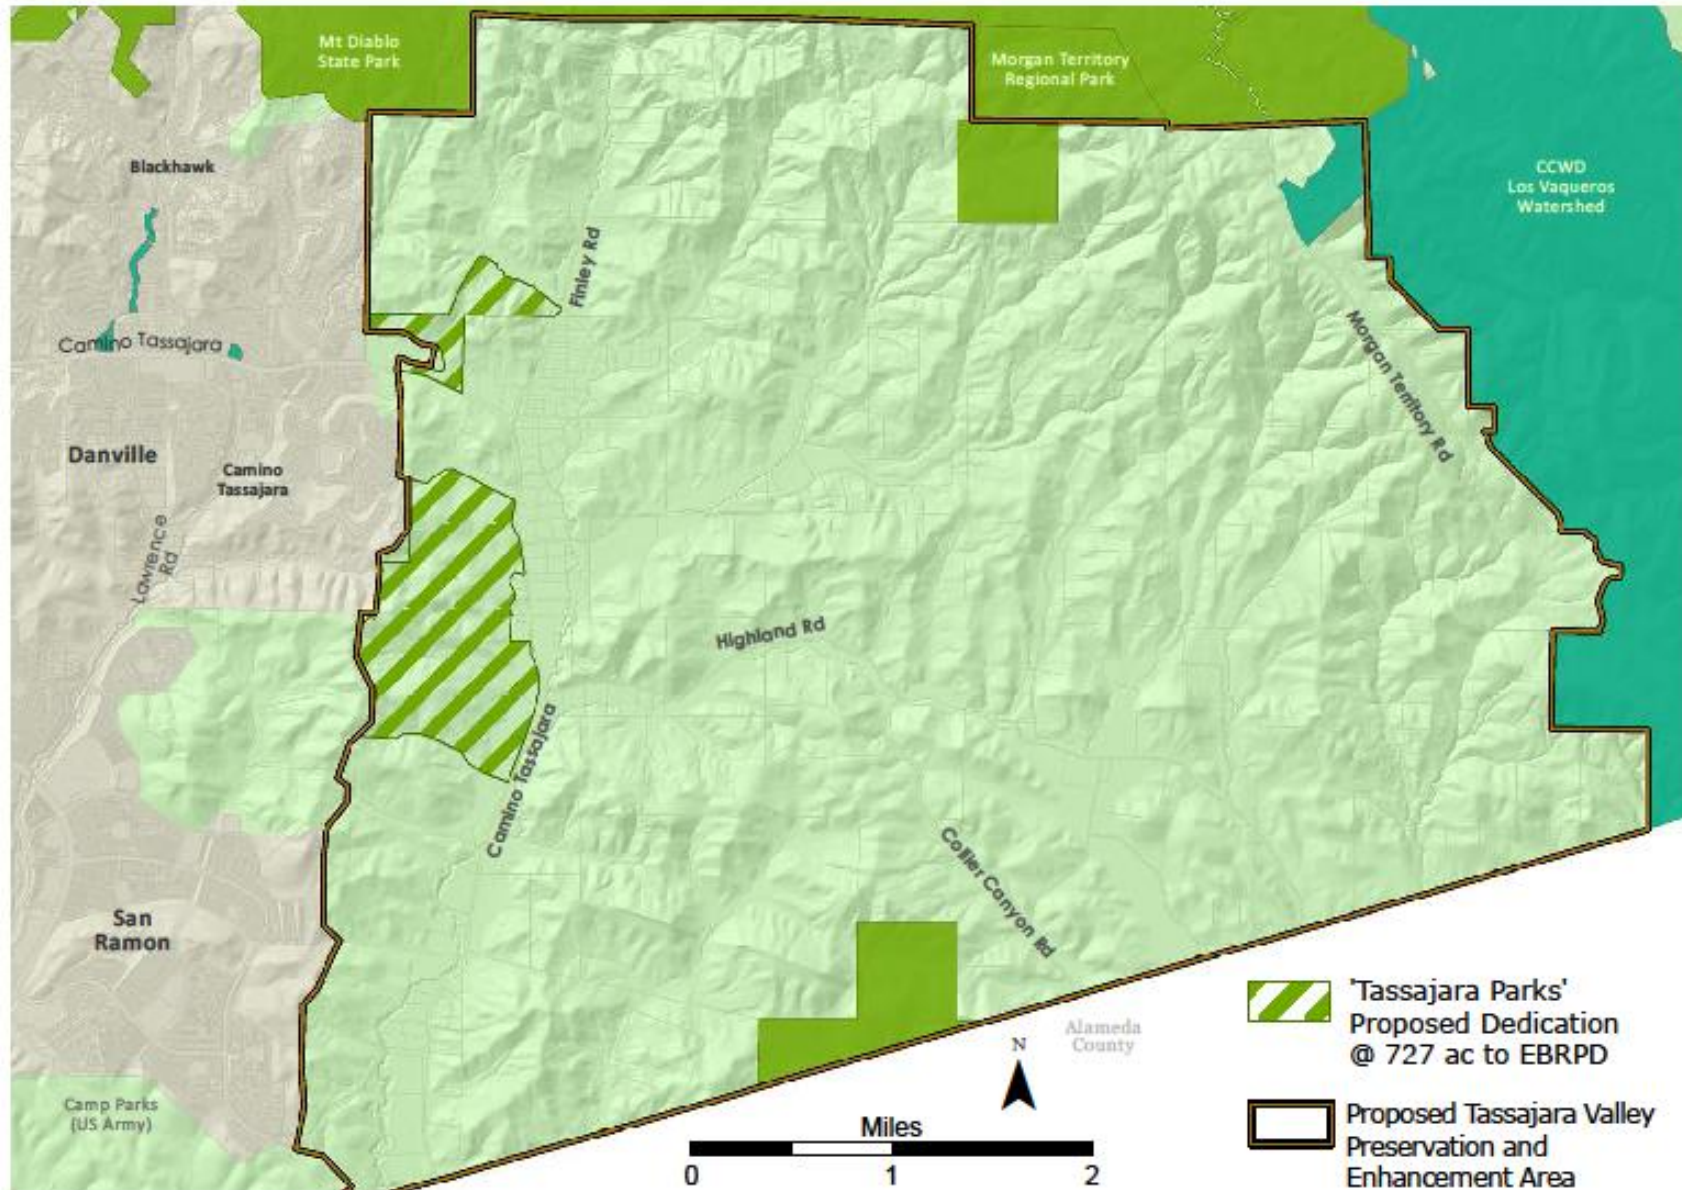 Mt Diablo
State Park
Morgan Territory
Regional Park
Blackhawk
CCWD
Los Vaqueros
Watershed
Finley Rd
Camino Tassajara
Morgan Territory Rd
Danville
Camino
Tassajara
Lawrence
Rd
Highland Rd
Camino Tassajara
Collier Canyon Rd
San
Ramon
Alameda
County
N
Camp Parks
(US Army)
Miles
0 1 2
'Tassajara Parks'
Proposed Dedication
@ 727 ac to EBRPD
Proposed Tassajara Valley
Preservation and
Enhancement Area